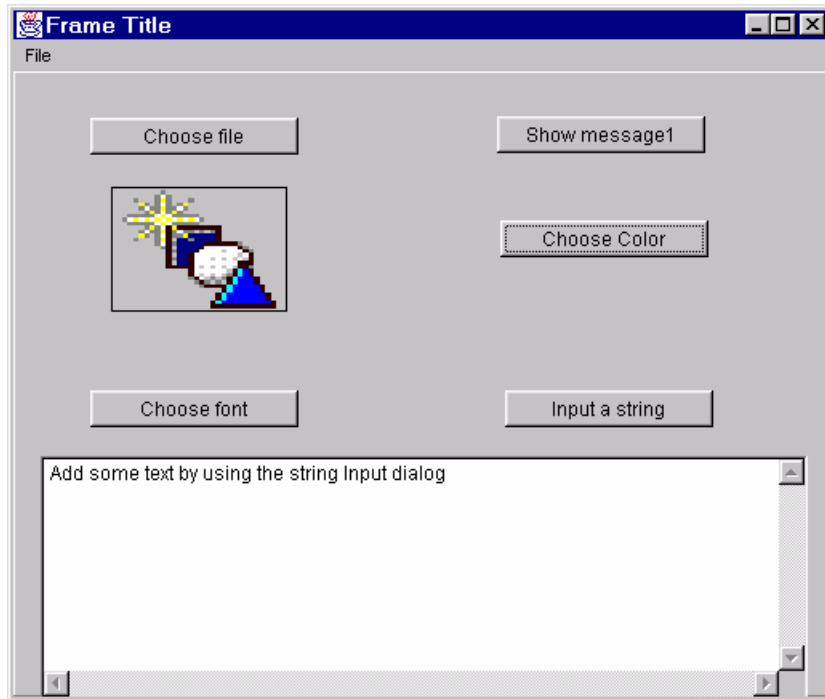 Frame Title
File
Choose file
Show message1
Choose Color
Choose font
Input a string
Add some text by using the string Input dialog